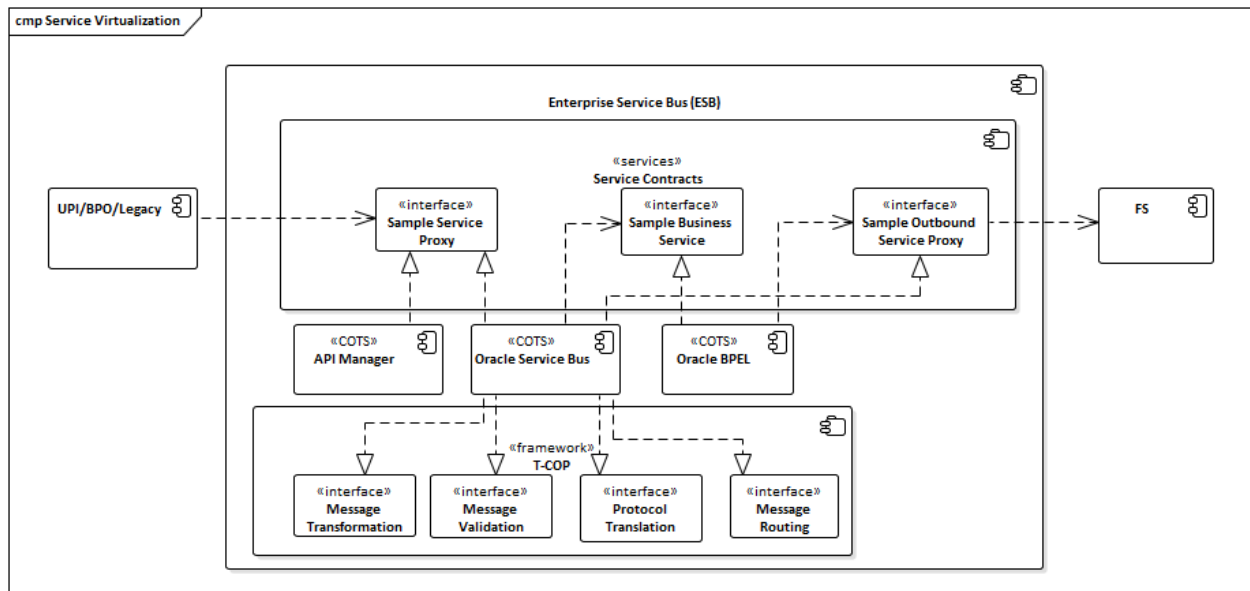 cmp Service Virtualization
Enterprise Service Bus (ESB)
«services»
Service Contracts
UPI/BPO/Legacy
«interface»
Sample Service
Proxy
«interface»
Sample Business
Service
«interface»
Sample Outbound
Service Proxy
FS
«COTS»
API Manager
«COTS»
Oracle Service Bus
«COTS»
Oracle BPEL
«framework»
T-COP
«interface»
Message
Transformation
«interface»
Message
Validation
«interface»
Protocol
Translation
«interface»
Message
Routing